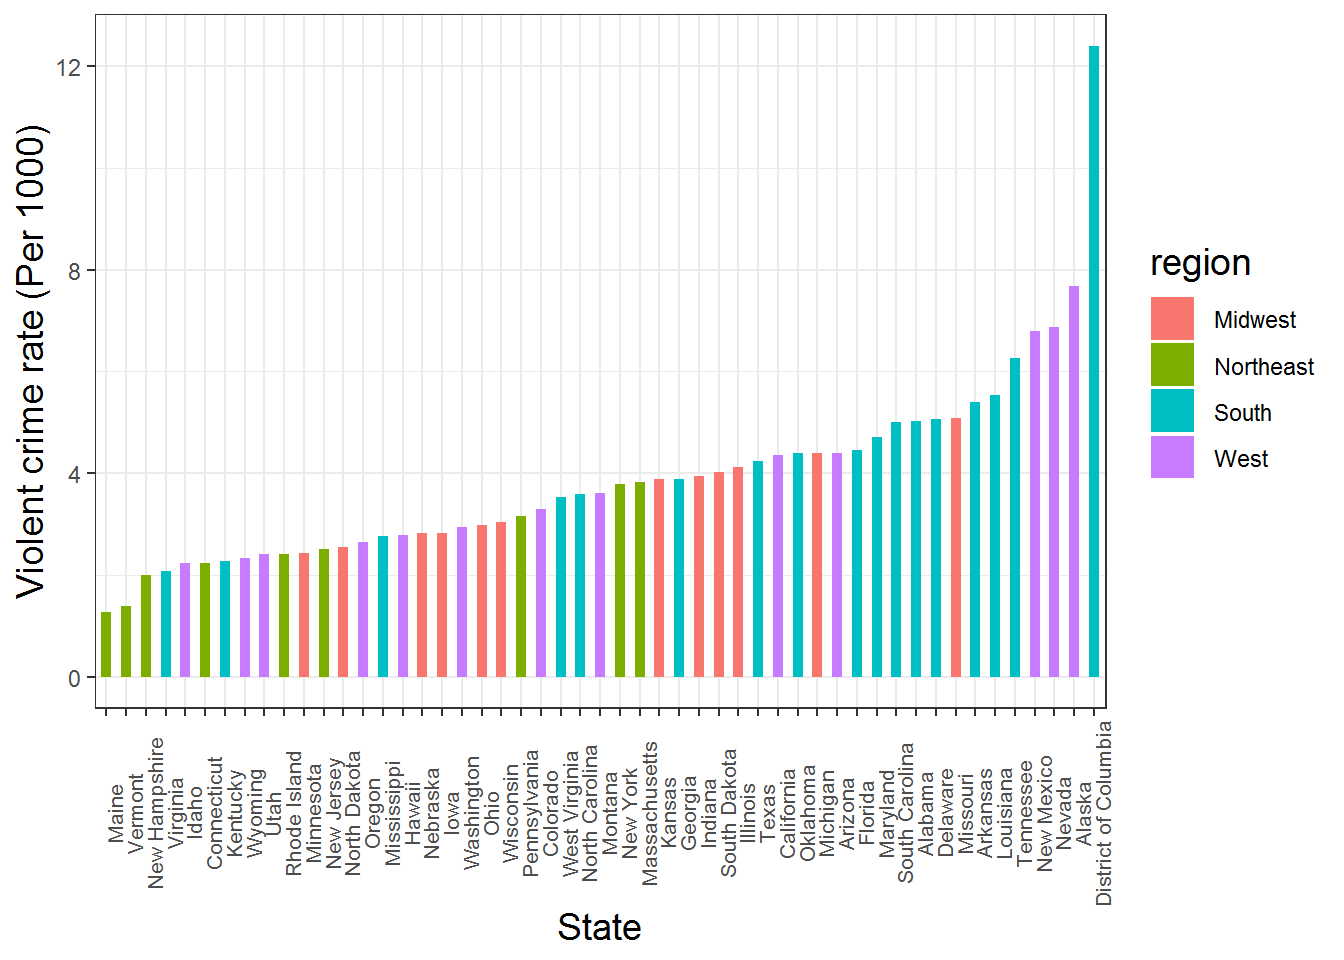 Violent crime rate (Per 1000)
12
8
4
0
Maine
Vermont
New Hampshire
Virginia
Idaho
Connecticut
Kentucky
Wyoming
Utah
Rhode Island
Minnesota
New Jersey
North Dakota
Oregon
Mississippi
Hawaii
Nebraska
Iowa
Washington
Ohio
Wisconsin
Pennsylvania
Colorado
West Virginia
North Carolina
Montana
New York
Massachusetts
Kansas
Georgia
Indiana
South Dakota
Illinois
Texas
California
Oklahoma
Michigan
Arizona
Florida
Maryland
South Carolina
Alabama
Delaware
Missouri
Arkansas
Louisiana
Tennessee
New Mexico
Nevada
Alaska
District of Columbia
State
region
Midwest
Northeast
South
West